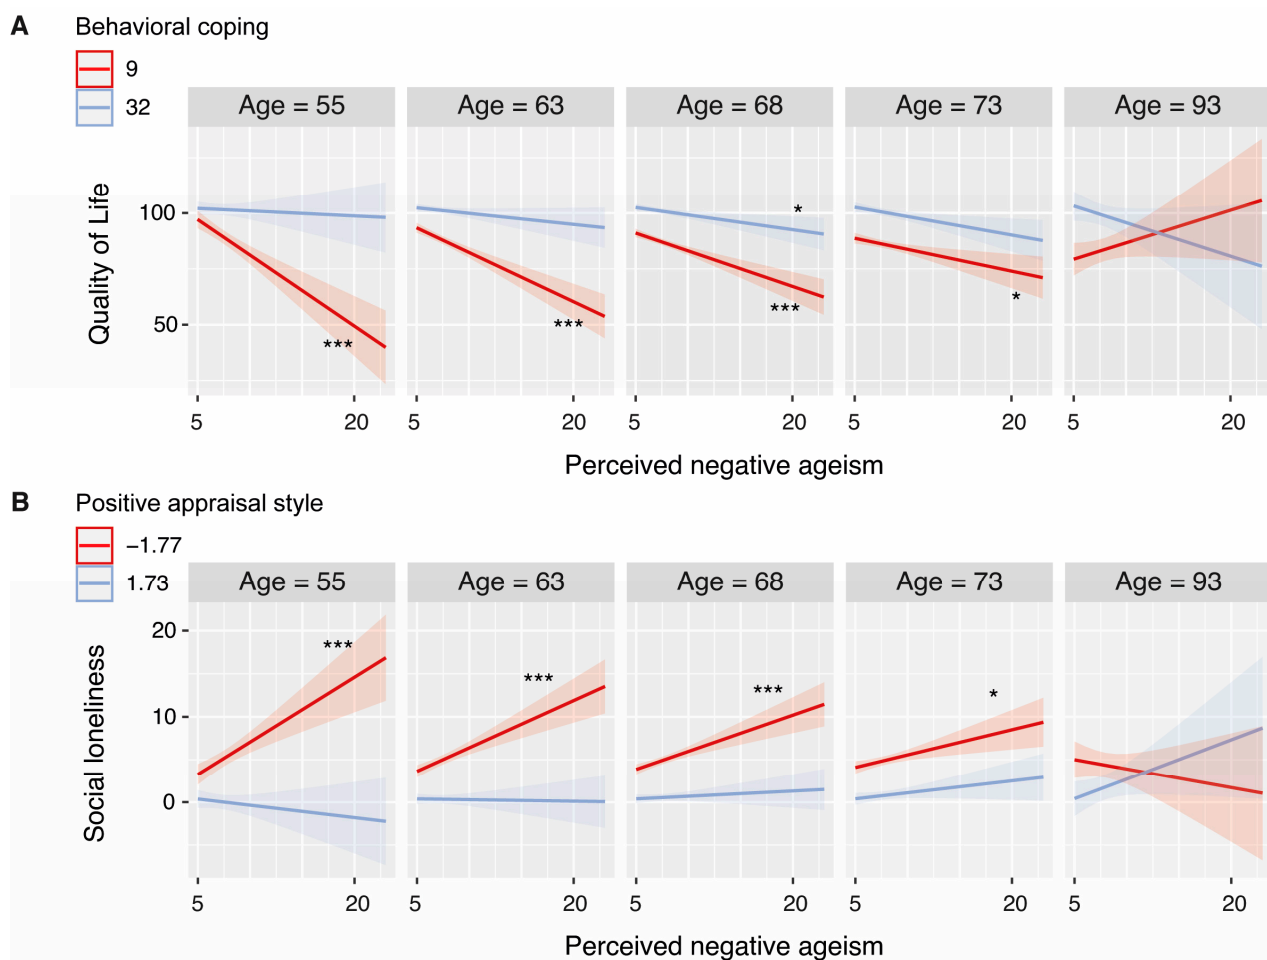 A
Behavioral coping
9
32
Age = 55
Age = 63
Age = 68
Age = 73
Age = 93
Quality of Life
100
50
***
***
*
***
*
5
20
5
20
5
20
5
20
5
20
Perceived negative ageism
B
Positive appraisal style
−1.77
1.73
Age = 55
Age = 63
Age = 68
Age = 73
Age = 93
Social loneliness
20
10
0
***
***
***
*
5
20
5
20
5
20
5
20
5
20
Perceived negative ageism